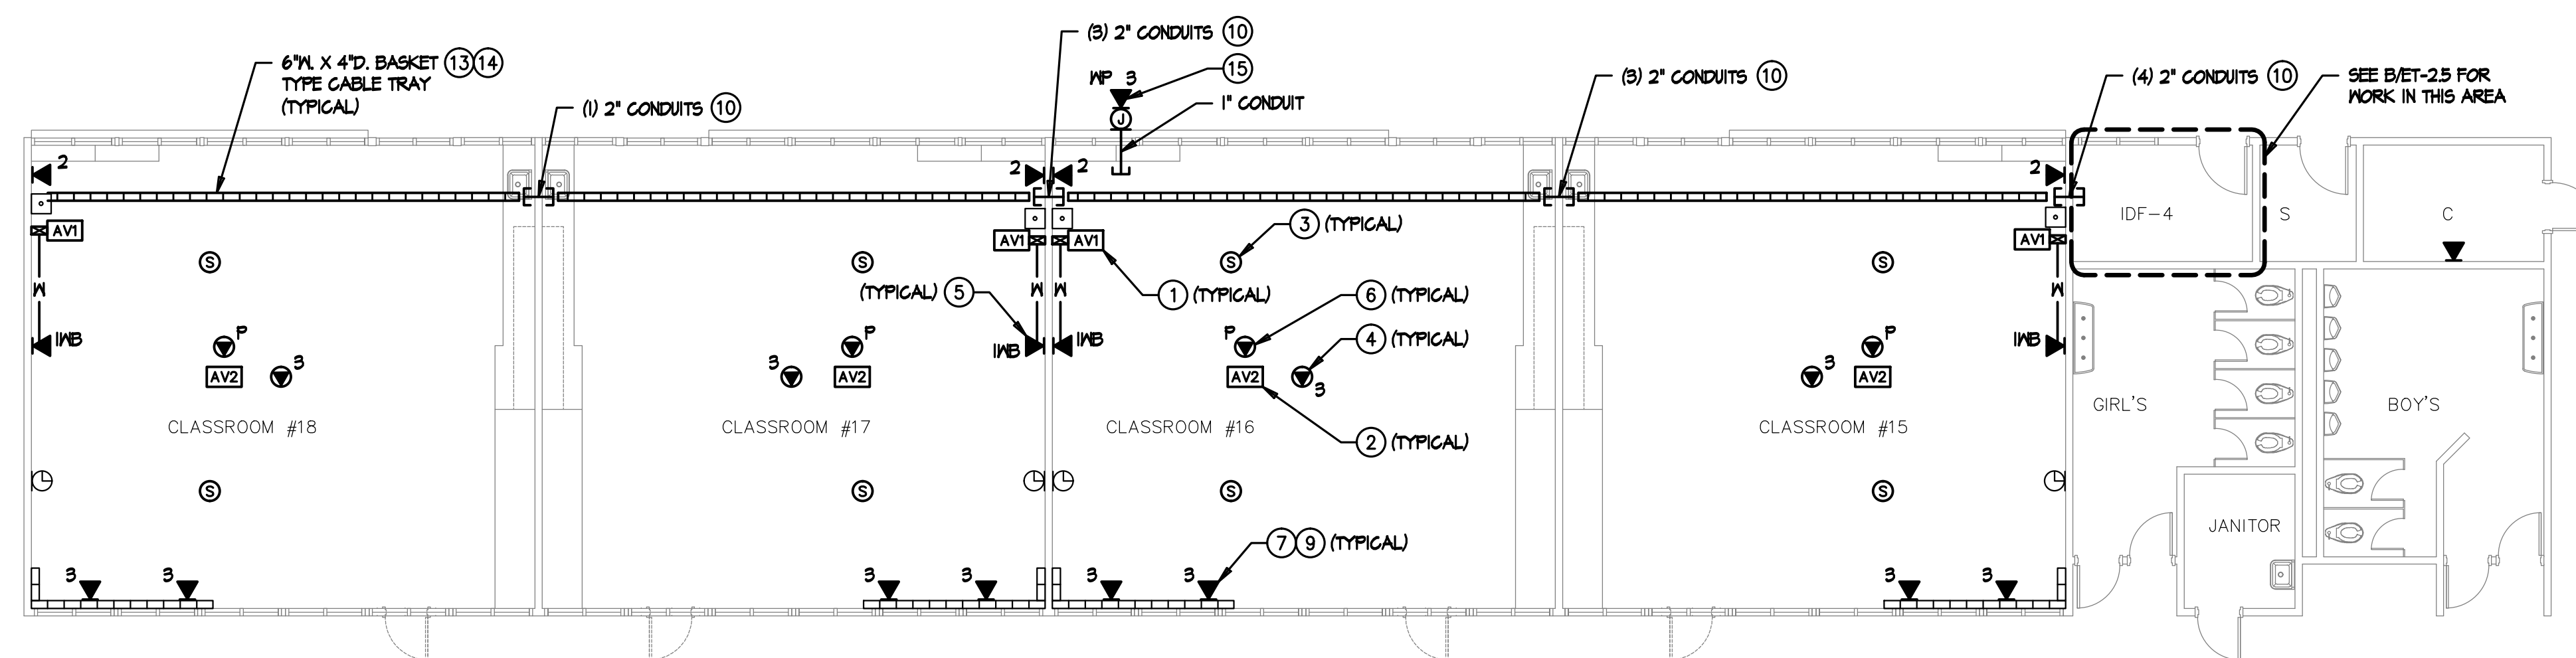 (3) 2" CONDUITS 10
6"W. X 4"D. BASKET 13 14
TYPE CABLE TRAY
(TYPICAL)
(1) 2" CONDUITS 10
WP 3
15
1" CONDUIT
J
(3) 2" CONDUITS 10
(4) 2" CONDUITS 10
SEE B/ET-2.5 FOR
WORK IN THIS AREA
2
2
2
2
AV1
AV1
AV1
AV1
IDF-4
S
C
3 (TYPICAL)
S
S
S
S
W
W
W
W
(TYPICAL) 5
1 (TYPICAL)
6 (TYPICAL)
IWB
IWB
IWB
IWB
P
P
P
P
4 (TYPICAL)
AV2
3
3
AV2
AV2
3
3
AV2
CLASSROOM #18
CLASSROOM #17
CLASSROOM #16
CLASSROOM #15
2 (TYPICAL)
GIRL'S
BOY'S
S
S
S
S
JANITOR
7 9 (TYPICAL)
3
3
3
3
3
3
3
3